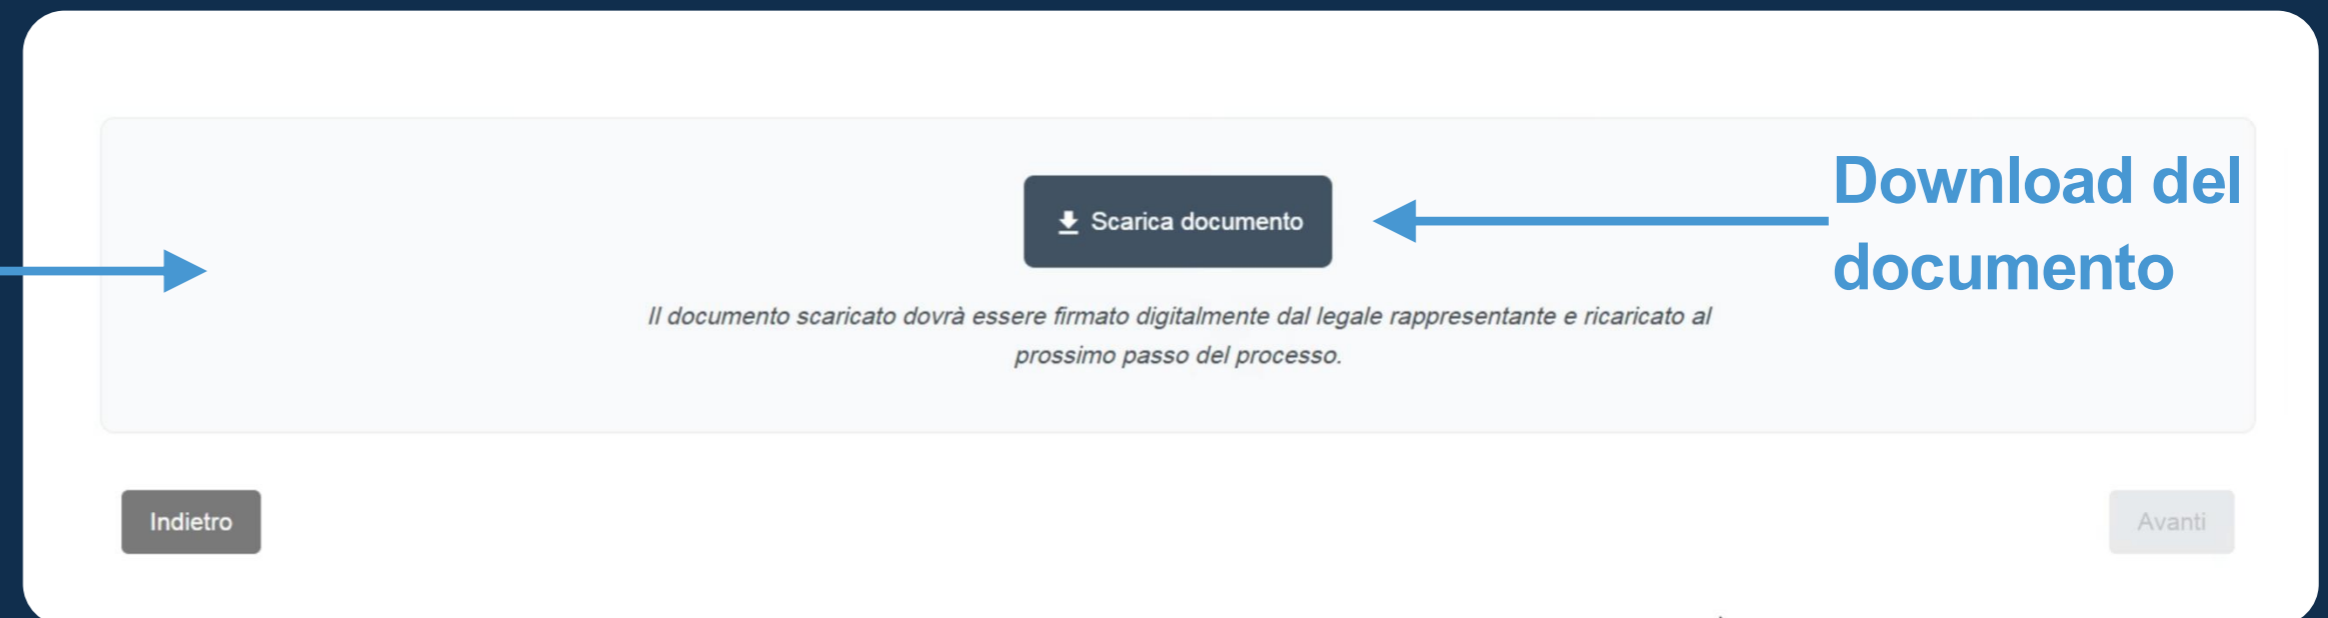 Download del
documento
Scarica documento
Il documento scaricato dovrà essere firmato digitalmente dal legale rappresentante e ricaricato al
prossimo passo del processo.
Indietro
Avanti